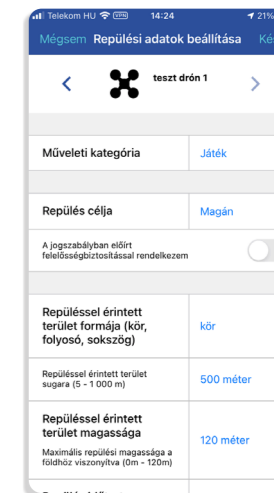 Telekom HU VPN 14:24 21%
Mégsem Repülési adatok beállítása
teszt drón 1
Műveleti kategória Játék
Repülés célja Magán
A jogszabályban előírt
felelősségbiztosítással rendelkezem
Repüléssel érintett
terület formája (kör,
folyosó, sokszög)
kör
Repüléssel érintett terület
sugara (5 - 1 000 m)
500 méter
Repüléssel érintett
terület magassága
Maximális repülési magassága a
földhöz viszonyítva (0m - 120m)
120 méter